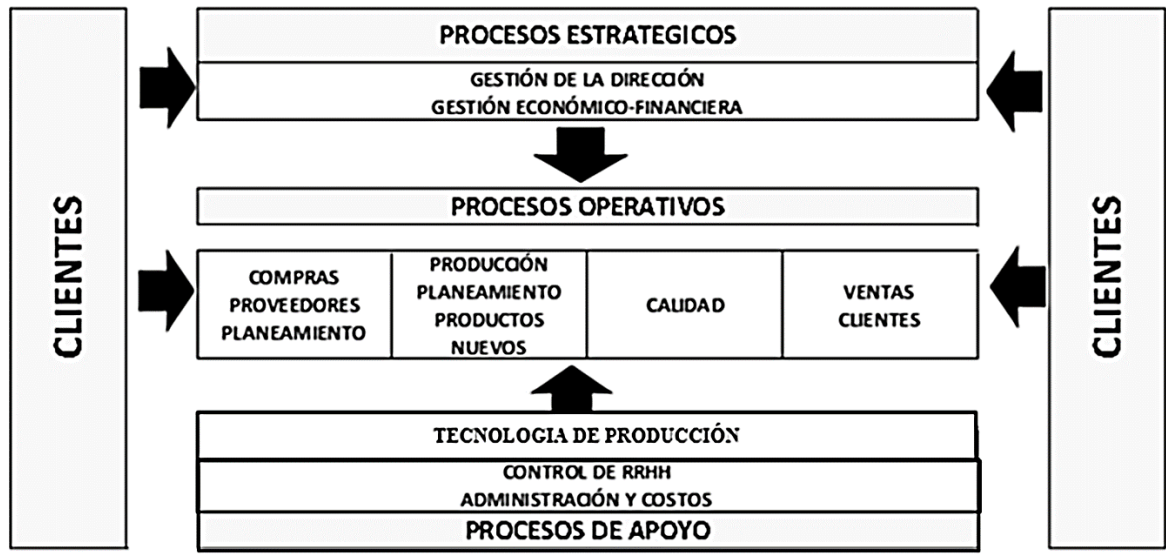 CLIENTES
PROCESOS ESTRATEGICOS
GESTIÓN DE LA DIRECCIÓN
GESTIÓN ECONÓMICO-FINANCIERA
PROCESOS OPERATIVOS
COMPRAS
PROVEEDORES
PLANEAMIENTO
PRODUCCIÓN
PLANEAMIENTO
PRODUCTOS
NUEVOS
CALIDAD
VENTAS
CLIENTES
TECNOLOGIA DE PRODUCCIÓN
CONTROL DE RRHH
ADMINISTRACIÓN Y COSTOS
PROCESOS DE APOYO
CLIENTES